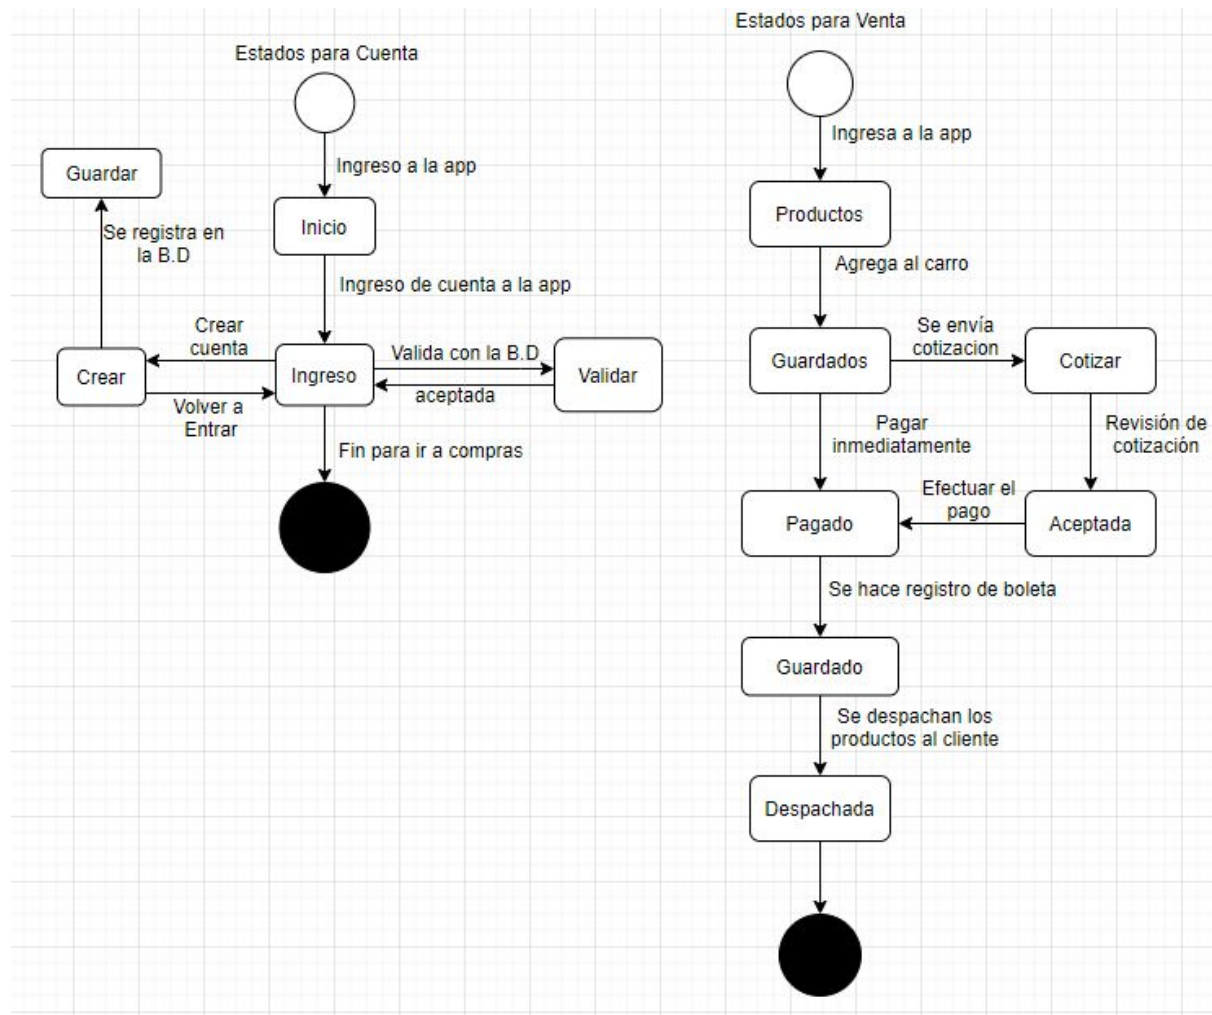 Estados para Cuenta
Ingreso a la app
Guardar
Se registra en
la B.D
Inicio
Ingreso de cuenta a la app
Crear
cuenta
Valida con la B.D
Crear
Ingreso
Validar
aceptada
Volver a
Entrar
Fin para ir a compras
Estados para Venta
Ingresa a la app
Productos
Agrega al carro
Se envía
cotizacion
Guardados
Cotizar
Pagar
inmediatamente
Revisión de
cotización
Efectuar el
pago
Pagado
Aceptada
Se hace registro de boleta
Guardado
Se despachan los
productos al cliente
Despachada